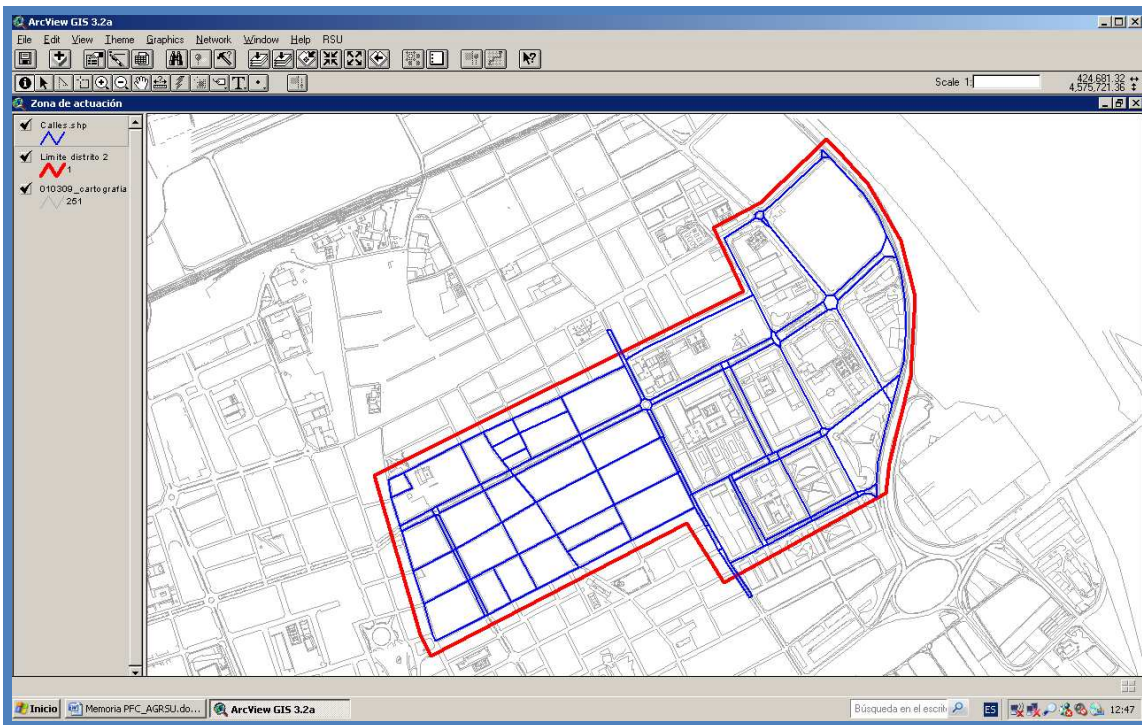 ArcView GIS 3.2a
File Edit View Theme Graphics Network Window Help RSU
Scale 1: 424,681.32
4,575,721.36
Zona de actuación
Calles.shp
Limite distrito 2
1
010309_cartografia
251
Inicio Memoria PFC_AGRSU.do... ArcView GIS 3.2a Búsqueda en el escrito ES 12:47